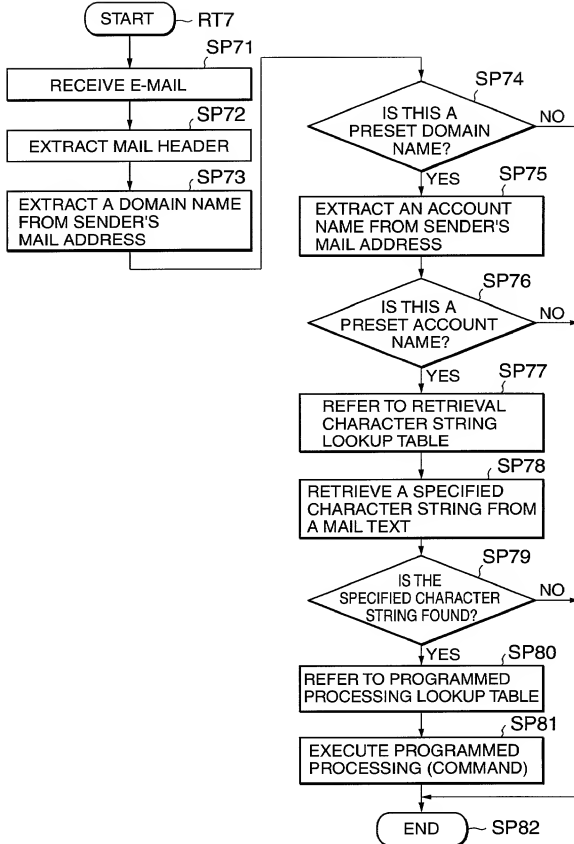 START
RT7
SP71
RECEIVE E-MAIL
SP72
EXTRACT MAIL HEADER
SP73
EXTRACT A DOMAIN NAME
FROM SENDER'S
MAIL ADDRESS
SP74
IS THIS A
PRESET DOMAIN
NAME?
NO
YES
SP75
EXTRACT AN ACCOUNT
NAME FROM SENDER'S
MAIL ADDRESS
SP76
IS THIS A
PRESET ACCOUNT
NAME?
NO
YES
SP77
REFER TO RETRIEVAL
CHARACTER STRING
LOOKUP TABLE
SP78
RETRIEVE A SPECIFIED
CHARACTER STRING FROM
A MAIL TEXT
SP79
IS THE
SPECIFIED CHARACTER
STRING FOUND?
NO
YES
SP80
REFER TO PROGRAMMED
PROCESSING LOOKUP TABLE
SP81
EXECUTE PROGRAMMED
PROCESSING (COMMAND)
END
SP82